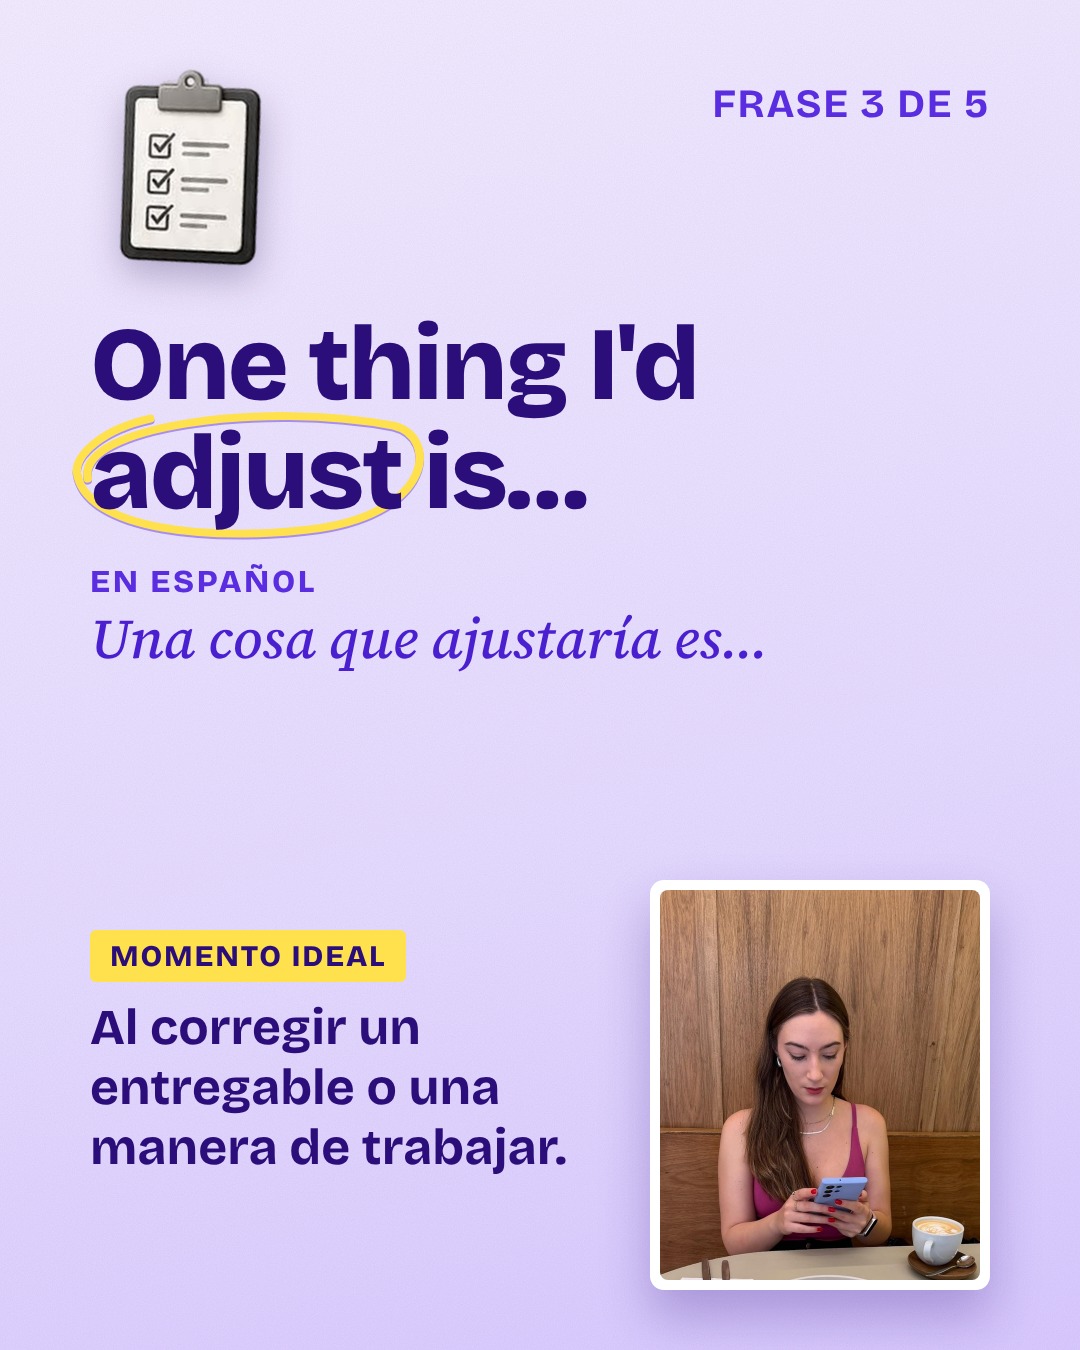 FRASE 3 DE 5
One thing I'd
adjust is...
EN ESPAÑOL
Una cosa que ajustaría es...
MOMENTO IDEAL
Al corregir un
entregable o una
manera de trabajar.